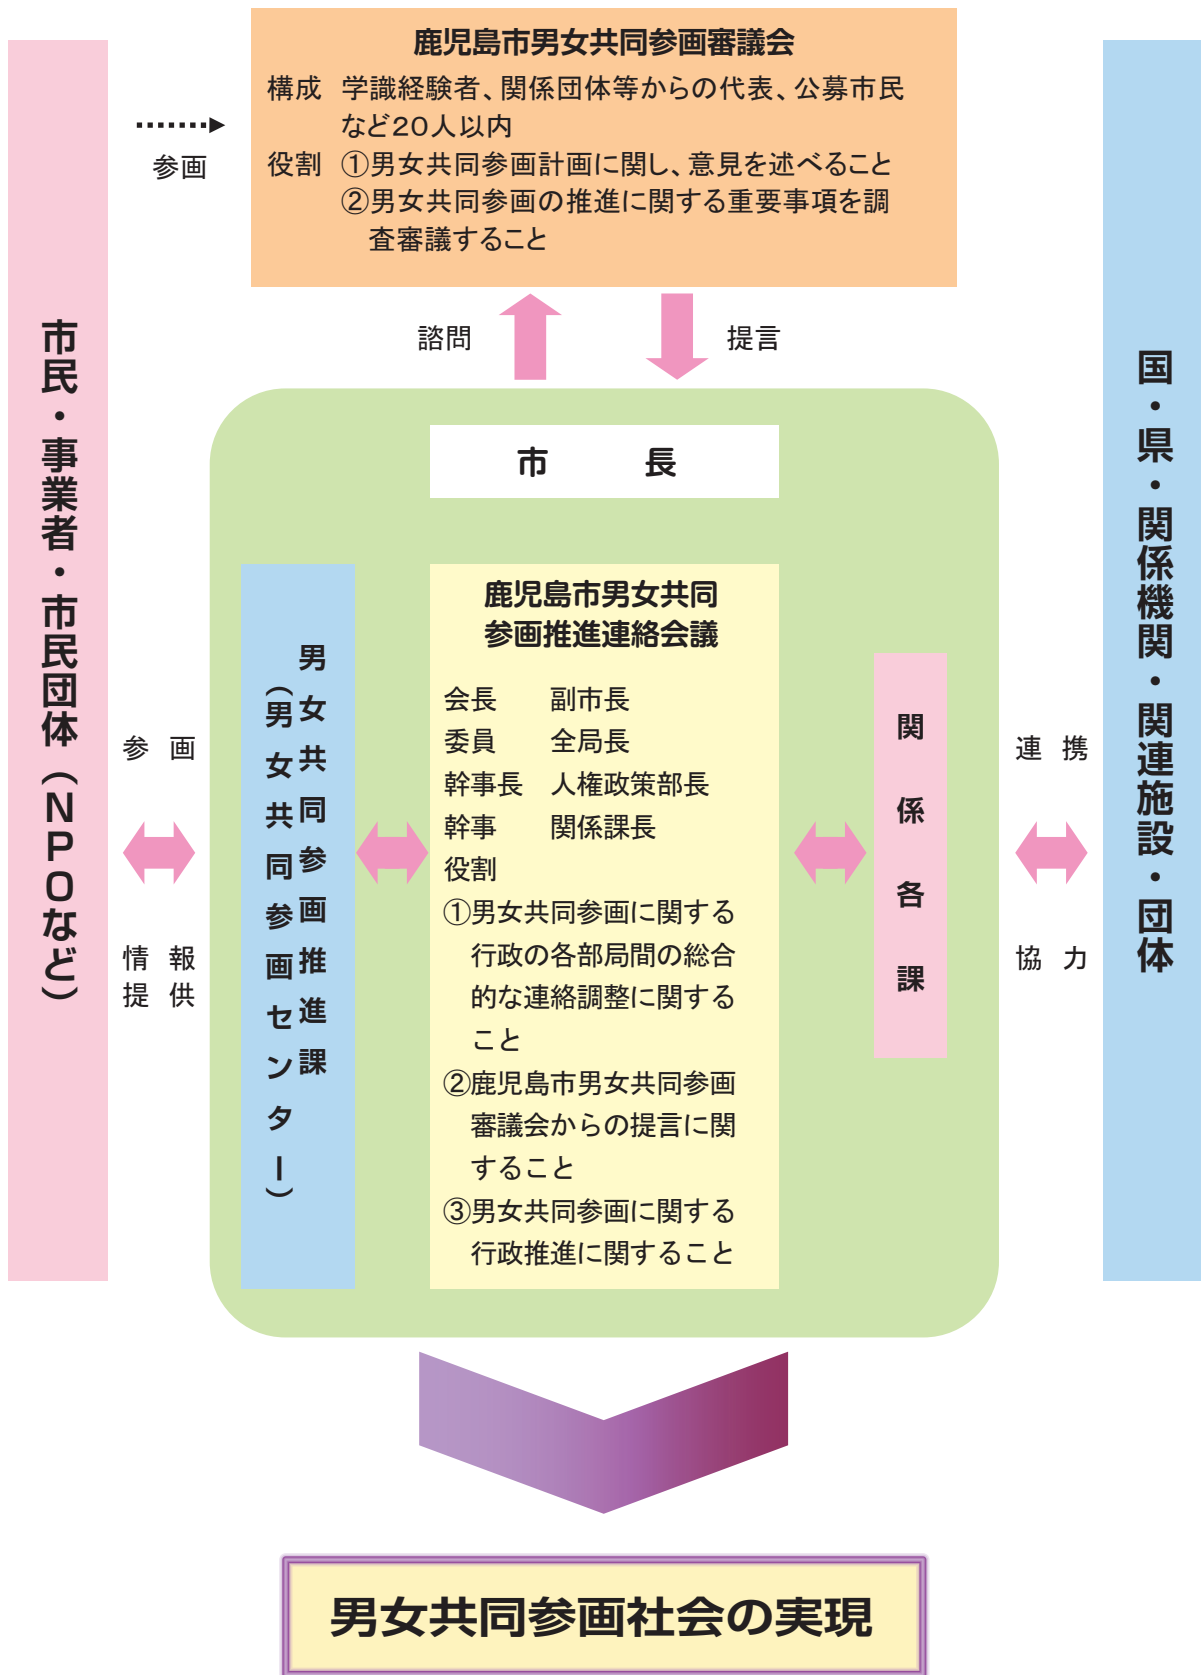 鹿児島市男女共同参画審議会
構成 学識経験者、関係団体等からの代表、公募市民
など20人以内
役割 ①男女共同参画計画に関し、意見を述べること
②男女共同参画の推進に関する重要事項を調
査審議すること
参画
諮問
提言
市民・事業者・市民団体（NPOなど）
国・県・関係機関・関連施設・団体
市 長
男女共同参画推進課
（男女共同参画センター）
鹿児島市男女共同
参画推進連絡会議
会長 副市長
委員 全局長
幹事長 人権政策部長
幹事 関係課長
役割
①男女共同参画に関する
行政の各部局間の総合
的な連絡調整に関する
こと
②鹿児島市男女共同参画
審議会からの提言に関
すること
③男女共同参画に関する
行政推進に関すること
関係各課
参 画
情 報
提 供
連 携
協 力
男女共同参画社会の実現